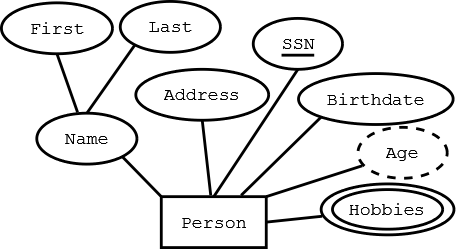 First
Last
SSN
Address
Birthdate
Name
Age
Person
Hobbies